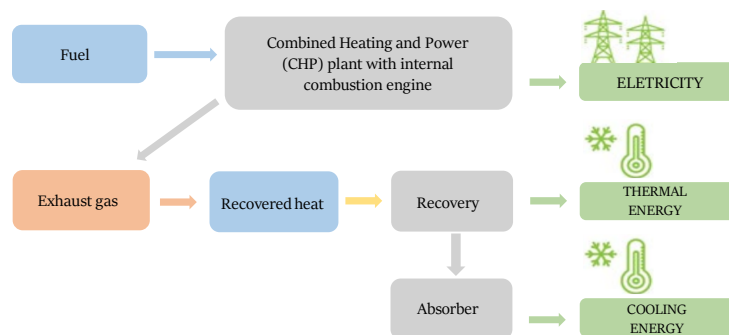 Fuel
Combined Heating and Power
(CHP) plant with internal
combustion engine
ELETRICITY
Exhaust gas
Recovered heat
Recovery
THERMAL
ENERGY
Absorber
COOLING
ENERGY